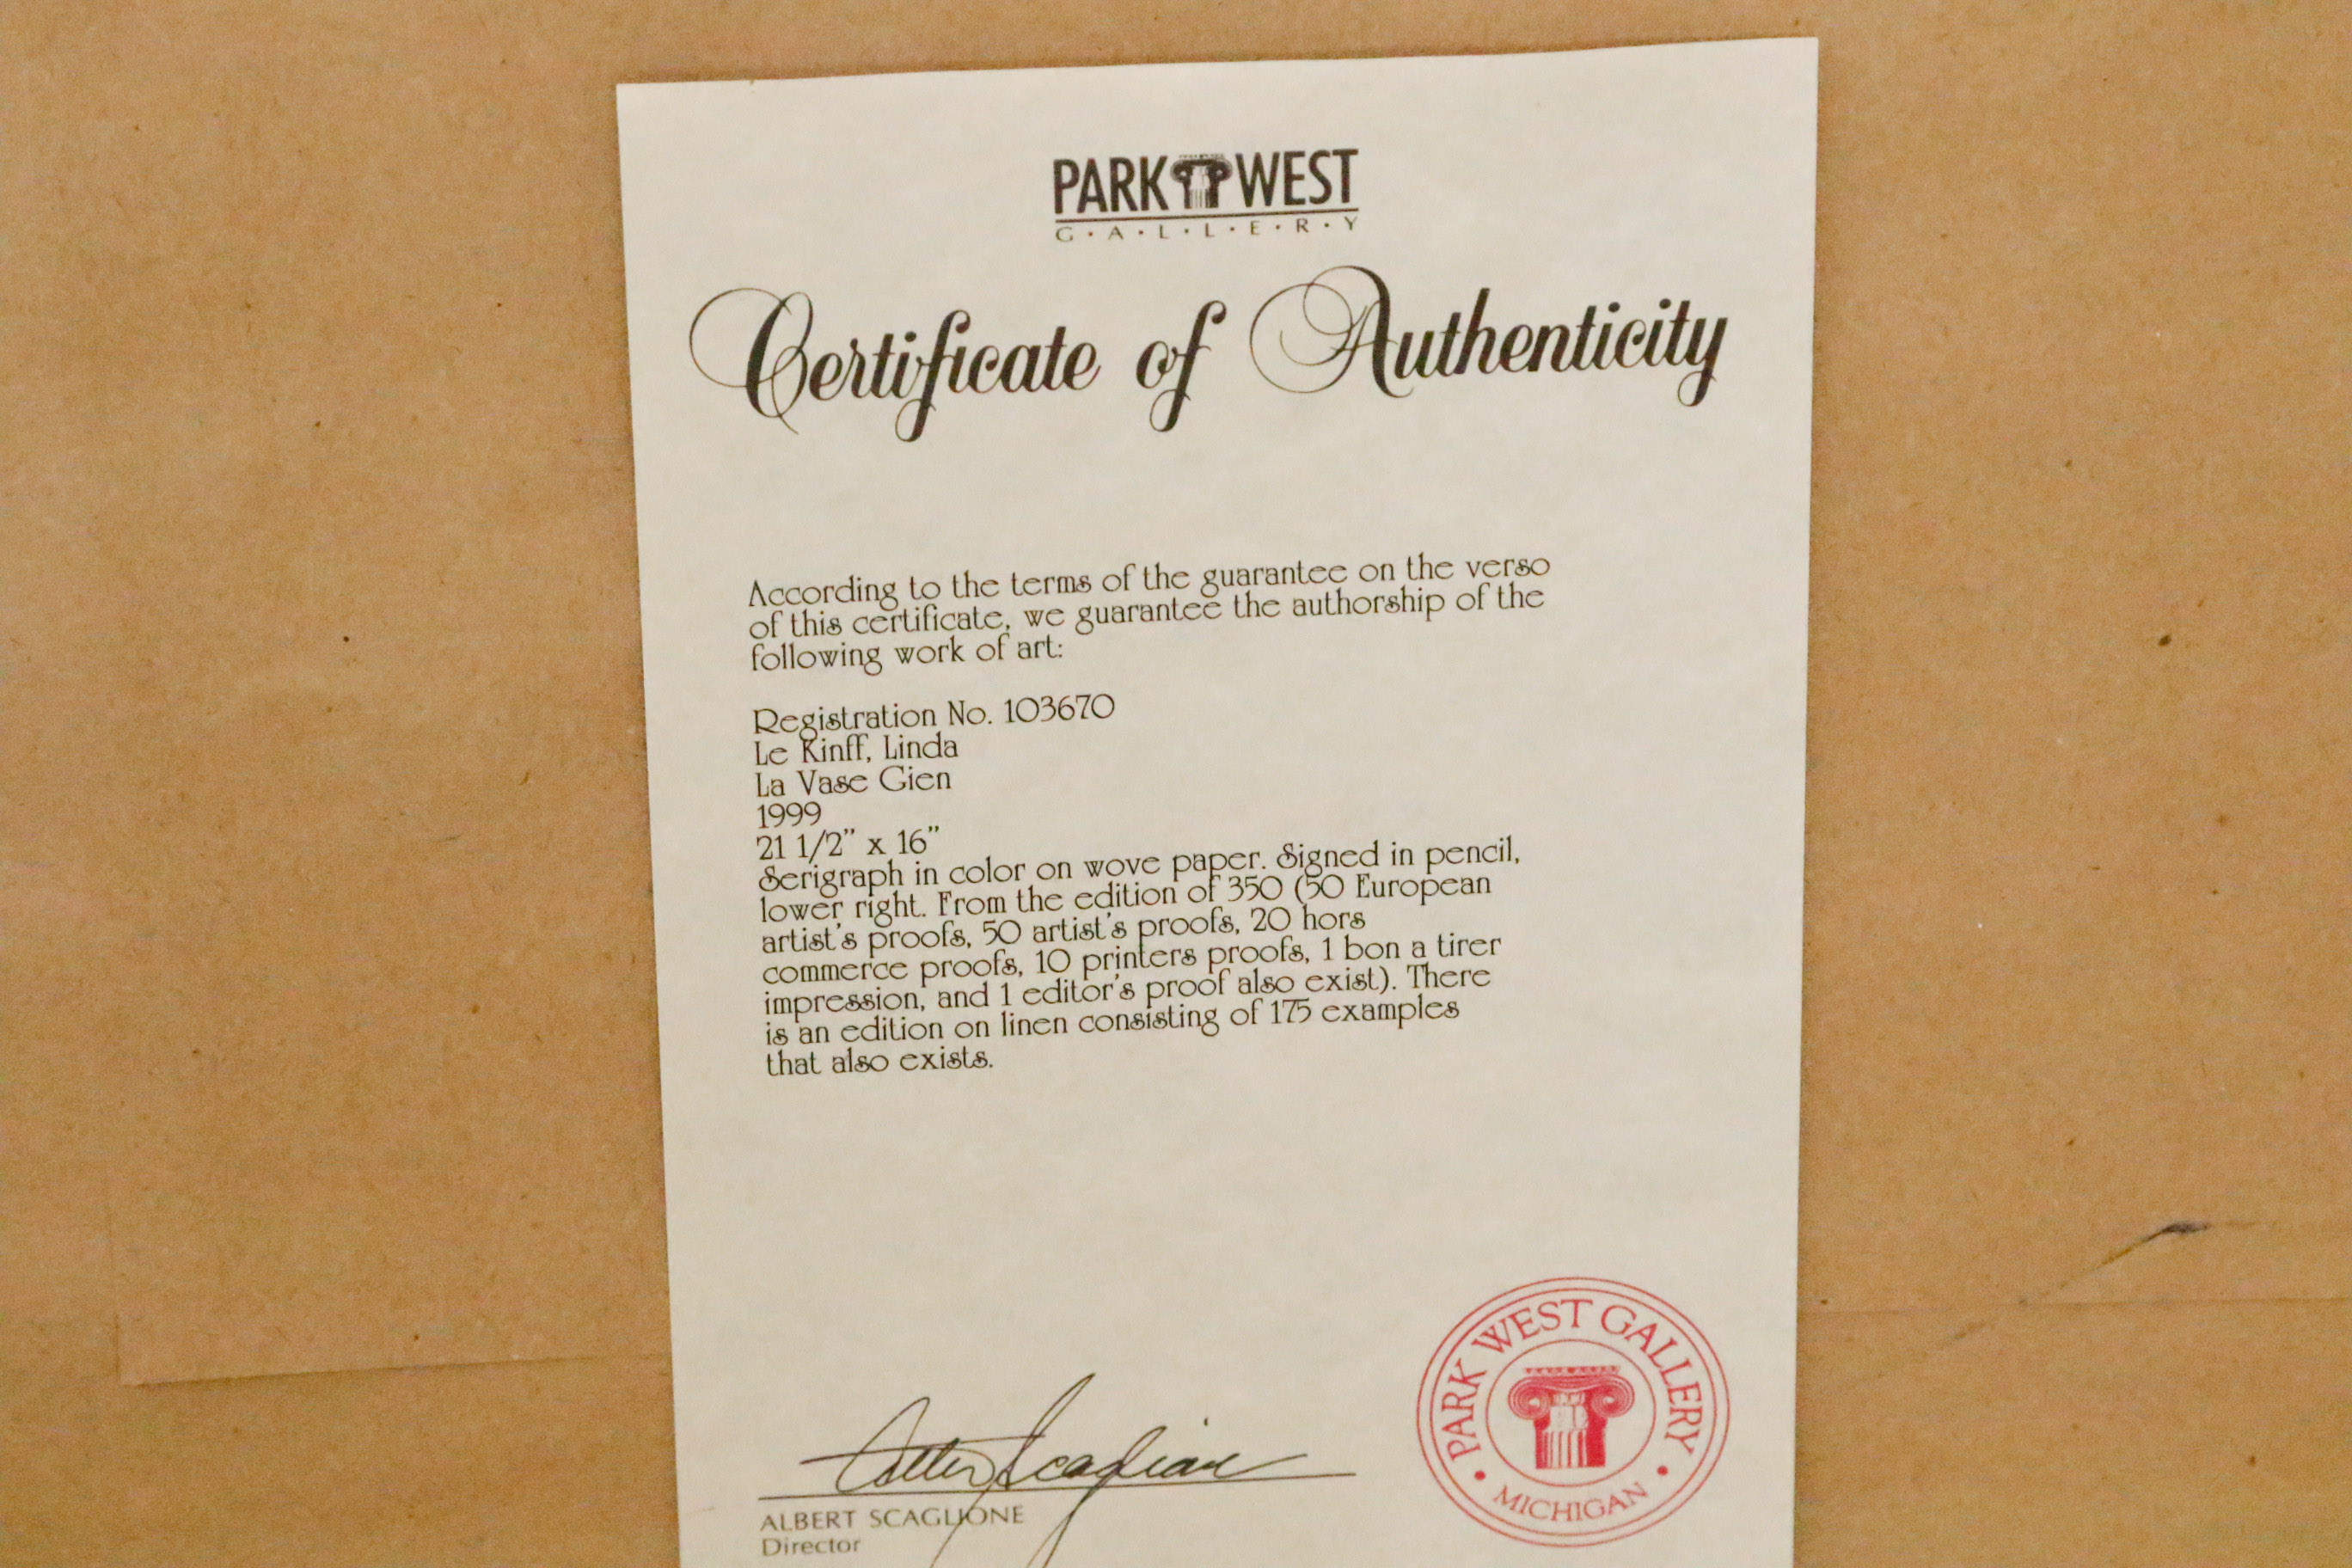 PARK WEST
G·A·L·L·E·R·Y
Certificate of Authenticity
According to the terms of the guarantee on the verso
of this certificate, we guarantee the authorship of the
following work of art:
Registration No. 103670
Le Kinff, Linda
La Vase Gien
1999
21 1/2” x 16”
Serigraph in color on wove paper. Signed in pencil,
lower right. From the edition of 350 (50 European
artist's proofs, 50 artist's proofs, 20 hors
commerce proofs, 10 printers proofs, 1 bon a tirer
impression, and 1 editor's proof also exist). There
is an edition on linen consisting of 175 examples
that also exists.
Albert Scaglione
ALBERT SCAGLIONE
Director
• PARK WEST GALLERY •
MICHIGAN